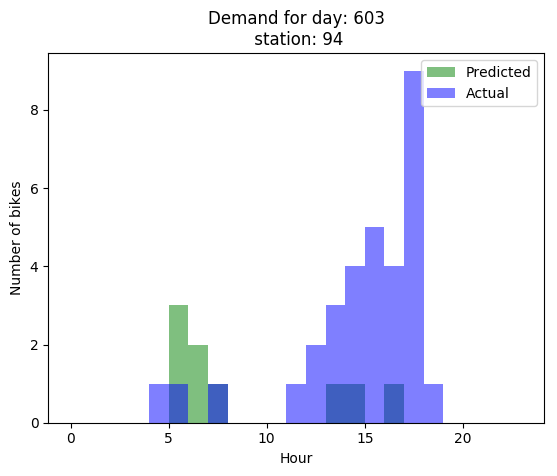 Demand for day: 603
station: 94
Predicted
Actual
Number of bikes
8
6
4
2
0
0 5 10 15 20
Hour